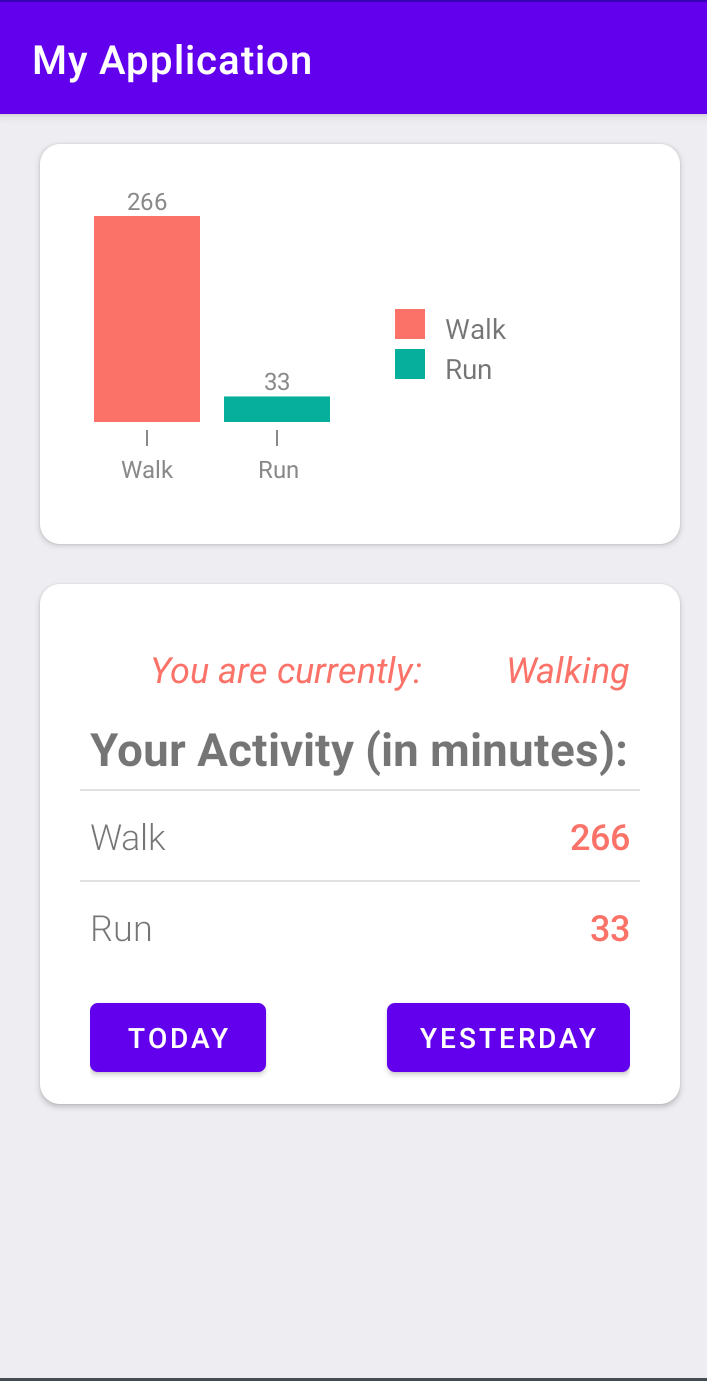 My Application
266
33
Walk
Run
Walk Run
You are currently: Walking
Your Activity (in minutes):
Walk 266
Run 33
TODAY YESTERDAY